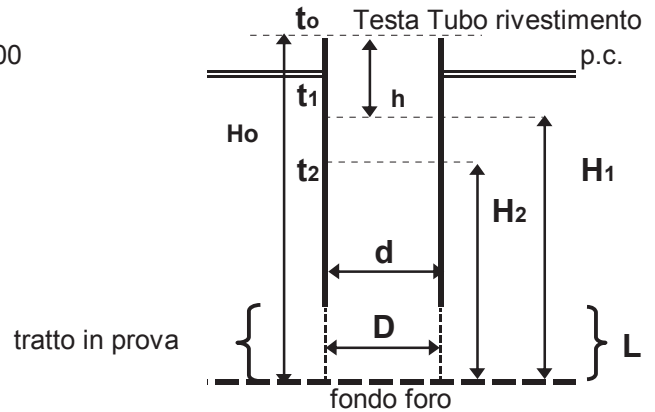 to Testa Tubo rivestimento
00 p.c.
t1 h
Ho
t2 H1
H2
d
D
tratto in prova L
fondo foro